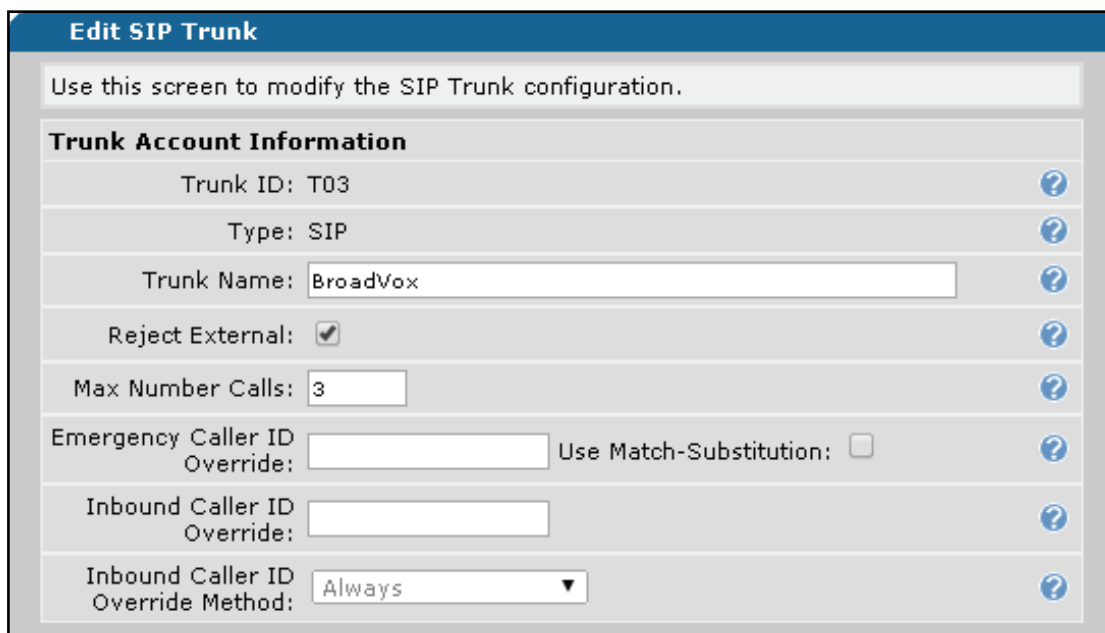 Edit SIP Trunk
Use this screen to modify the SIP Trunk configuration.
Trunk Account Information
Trunk ID: T03 ?
Type: SIP ?
Trunk Name: BroadVox ?
Reject External: ?
Max Number Calls: 3 ?
Emergency Caller ID
Override: Use Match-Substitution: ?
Inbound Caller ID
Override: ?
Inbound Caller ID
Override Method: Always ?